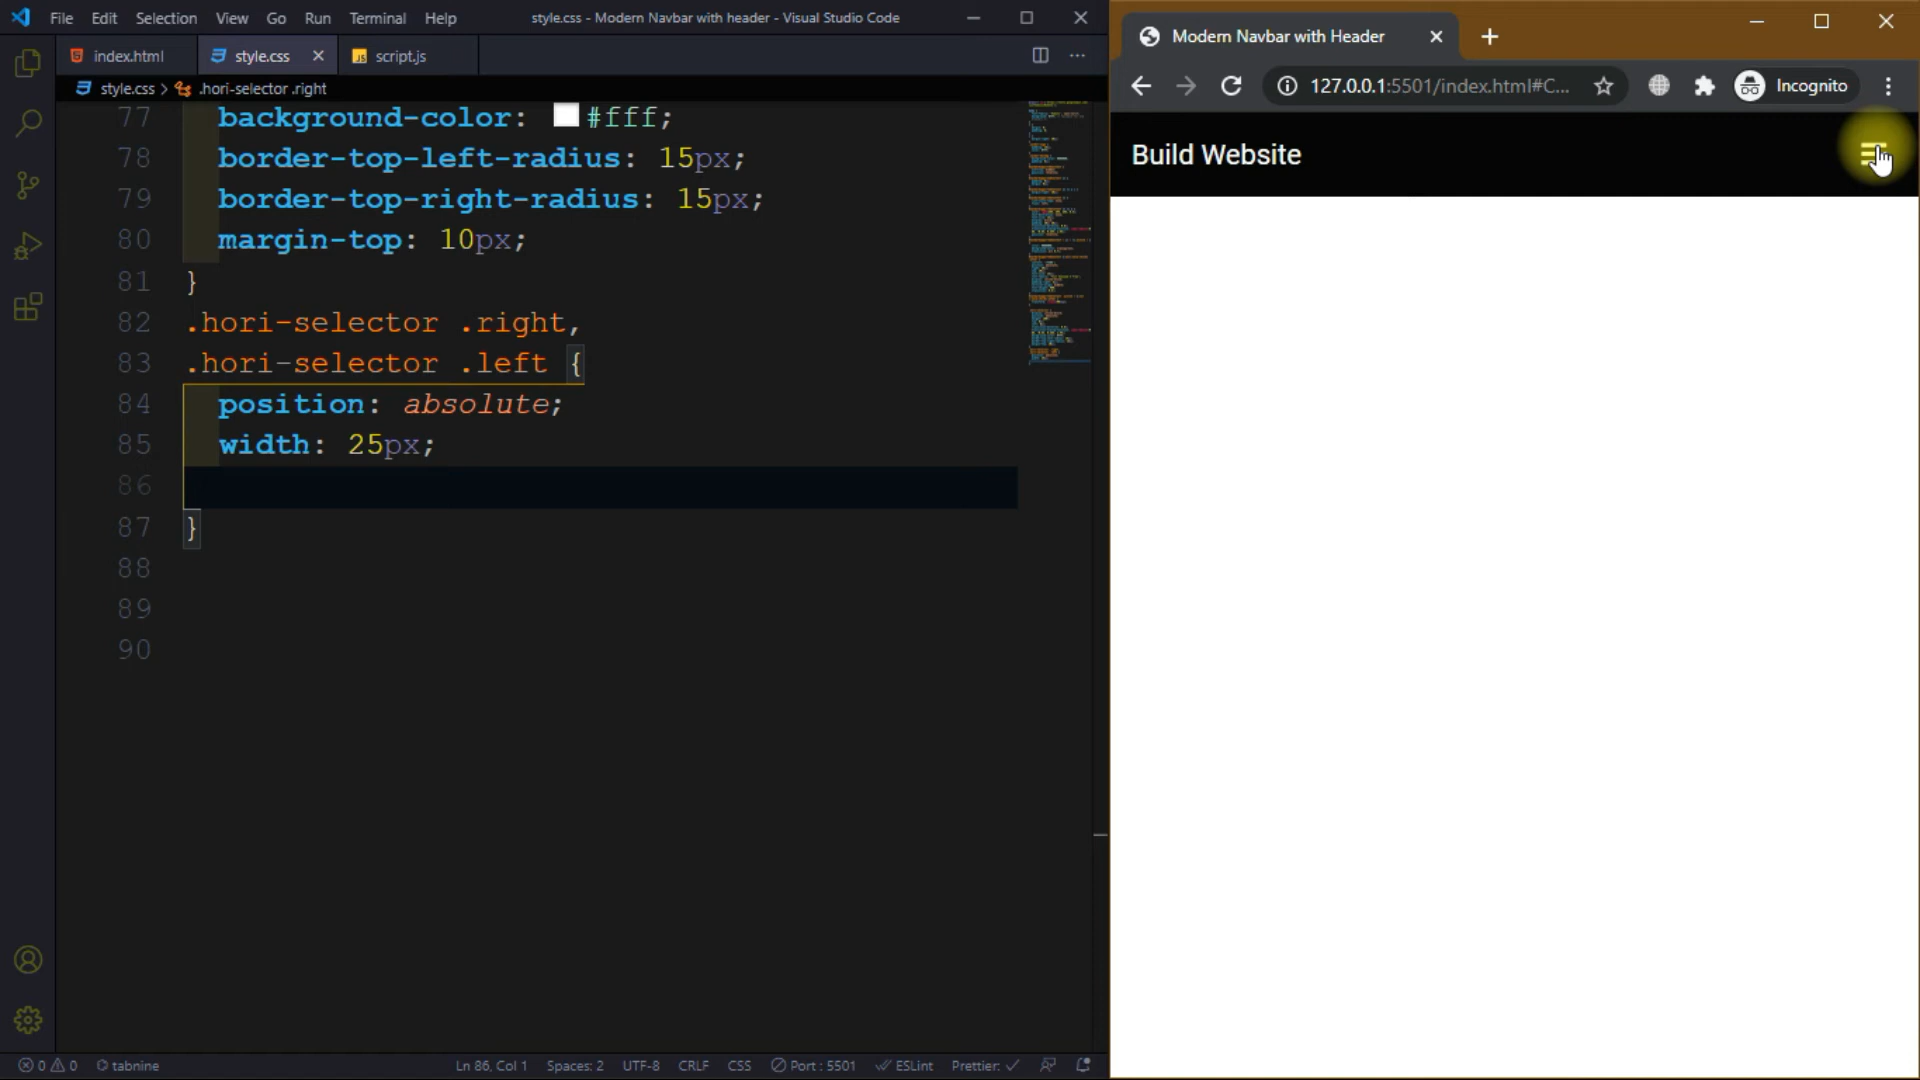 File Edit Selection View Go Run Terminal Help
style.css - Modern Navbar with header - Visual Studio Code
index.html
style.css
script.js
style.css > .hori-selector .right
77 background-color: #fff;
78 border-top-left-radius: 15px;
79 border-top-right-radius: 15px;
80 margin-top: 10px;
81 }
82 .hori-selector .right,
83 .hori-selector .left {
84 position: absolute;
85 width: 25px;
86
87 }
88
89
90
0 0 tabnine
Ln 86, Col 1 Spaces: 2 UTF-8 CRLF CSS Port : 5501 ESLint Prettier:
Modern Navbar with Header
127.0.0.1:5501/index.html#C...
Incognito
Build Website